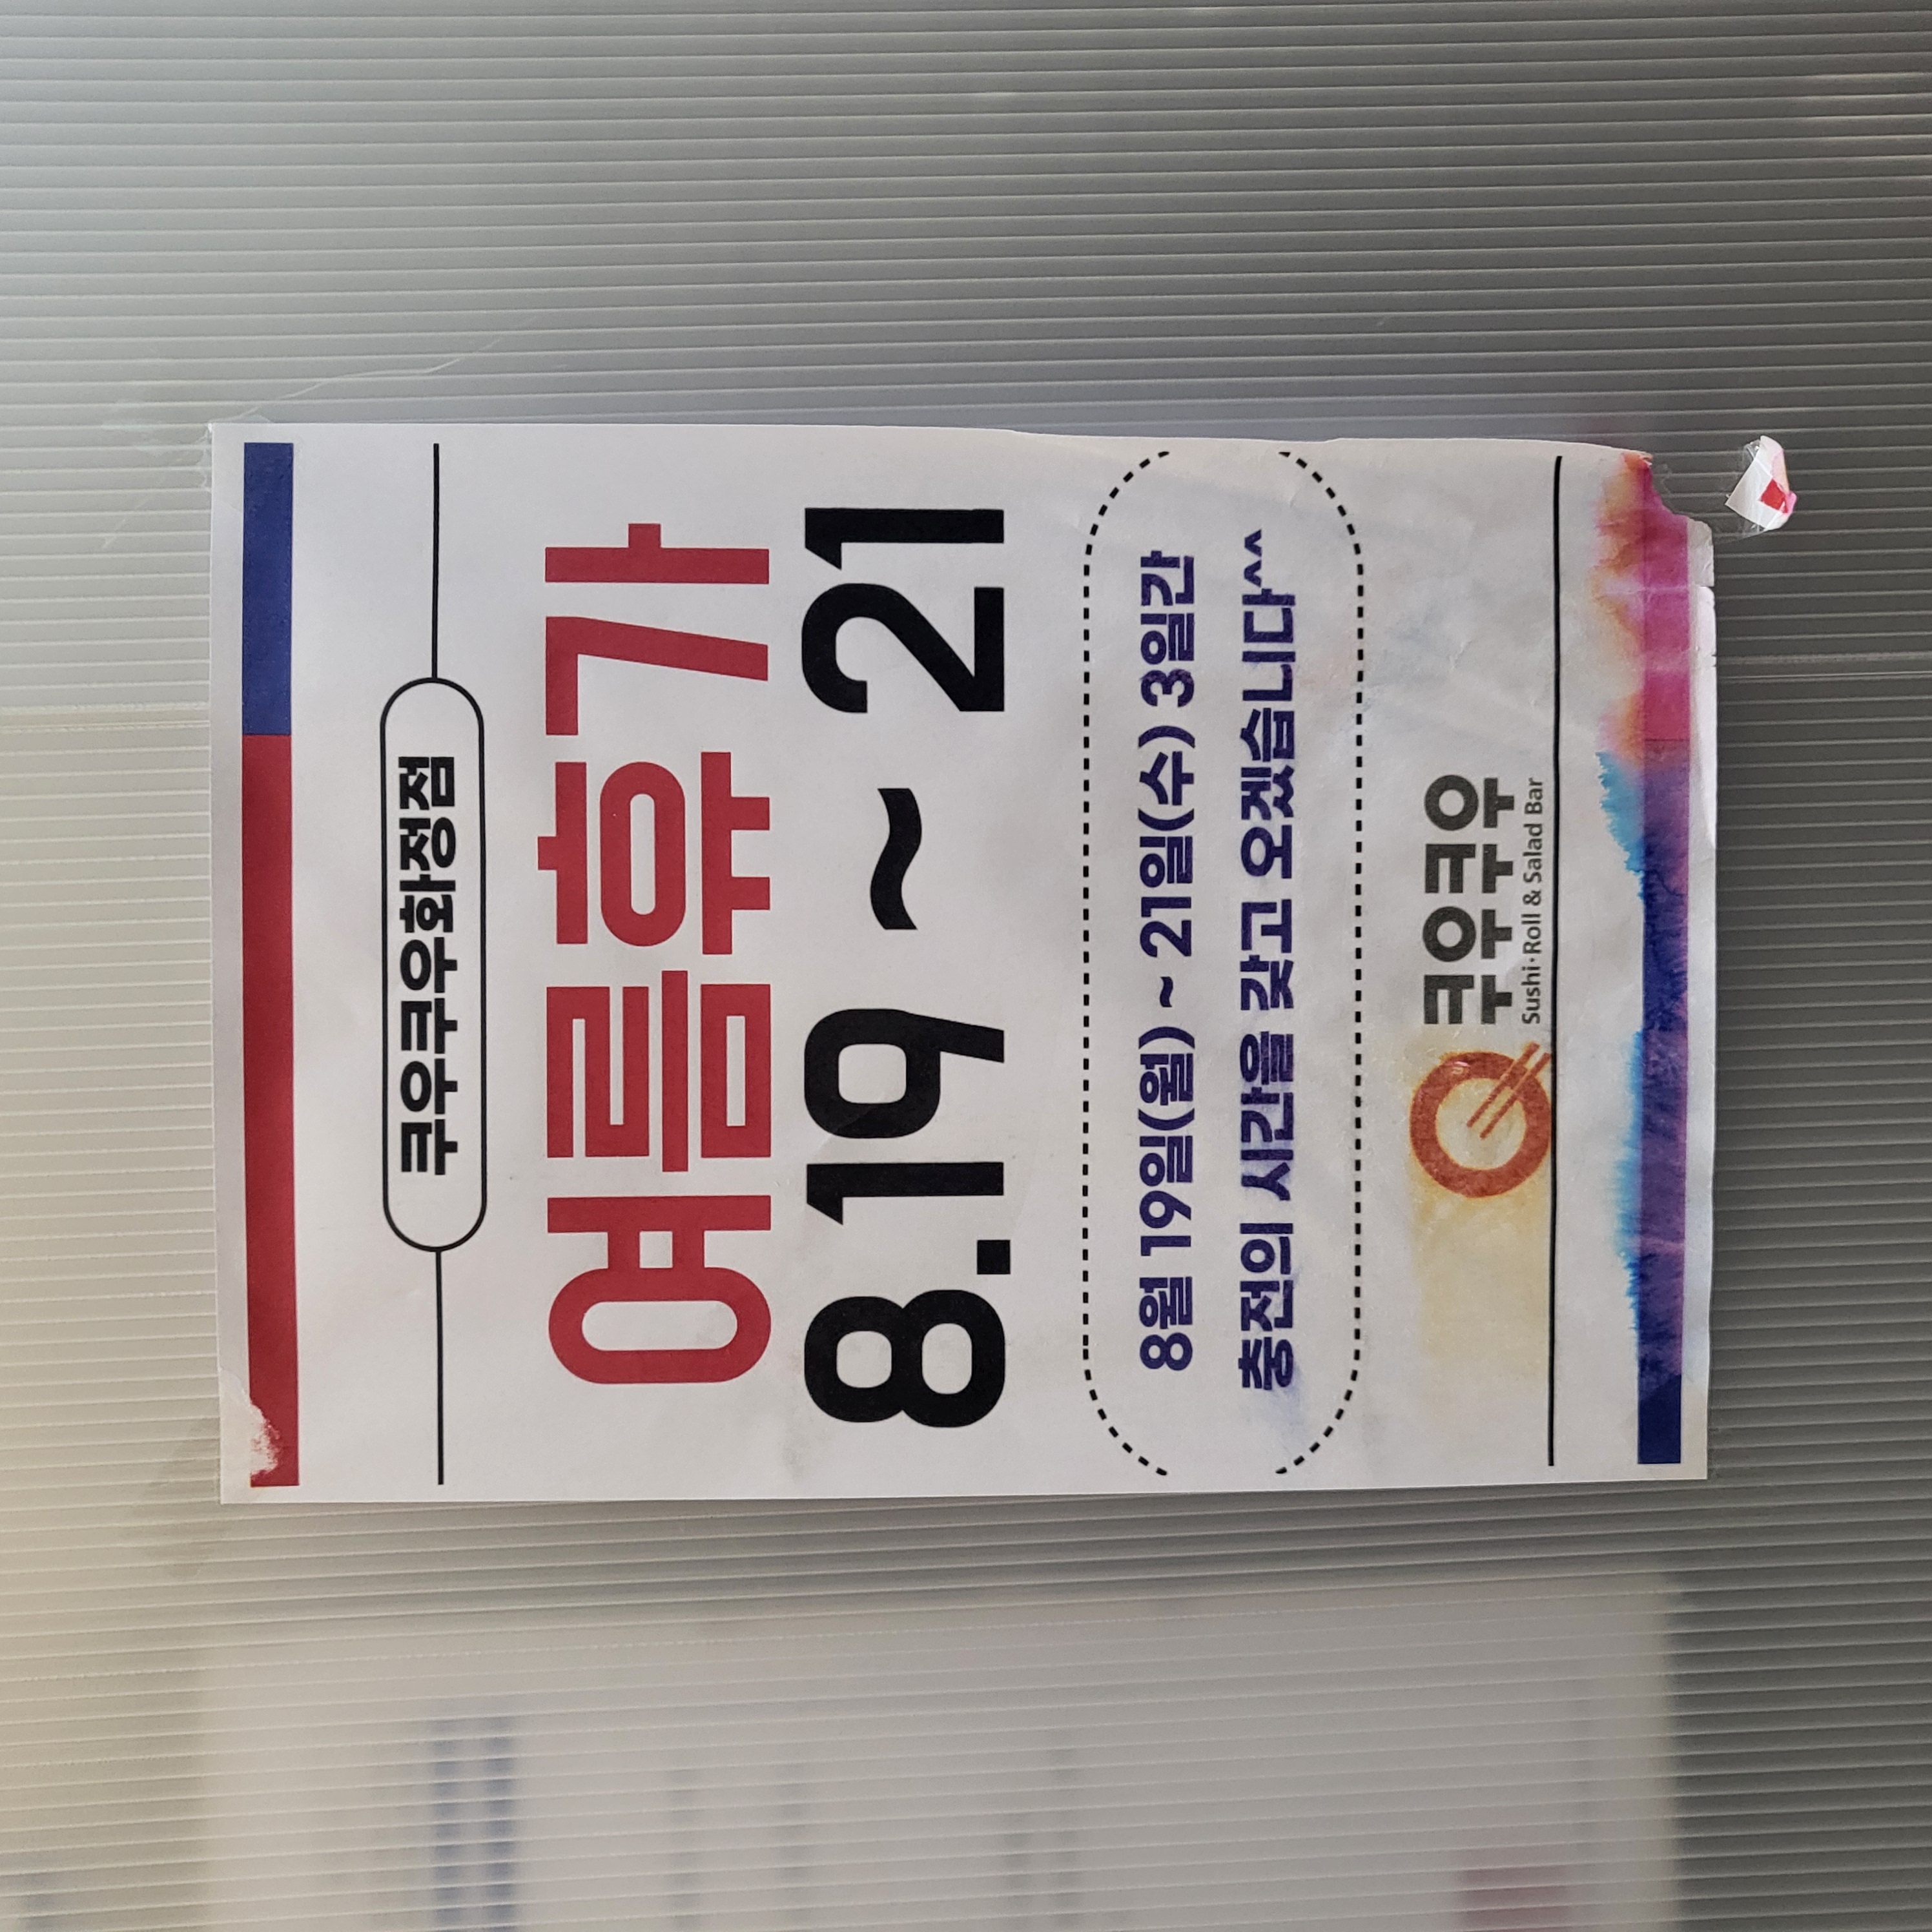 쿠우쿠우화정점
여름휴가
8.19 ~ 21
8월 19일(월) ~ 21일(수) 3일간
충전의 시간을 갖고 오겠습니다^^
쿠우쿠우
Sushi·Roll & Salad Bar